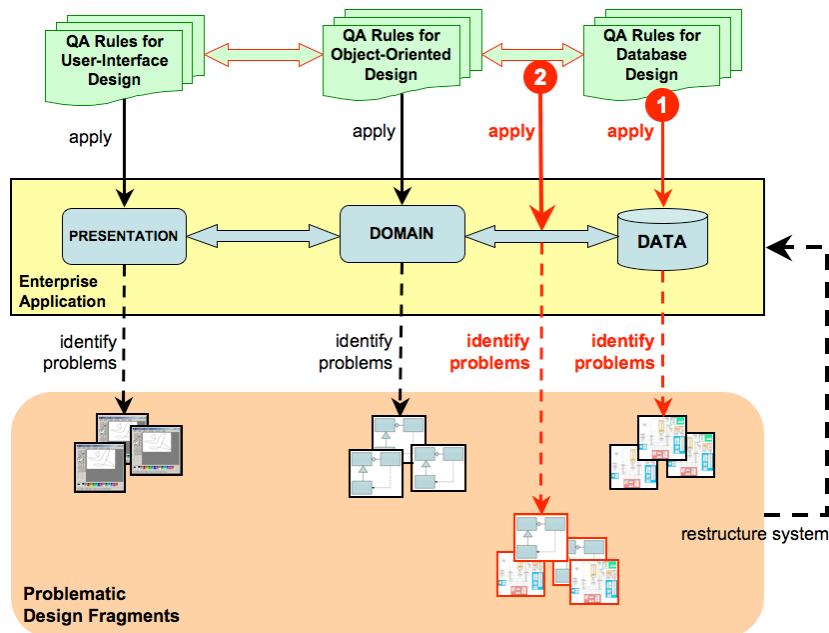 QA Rules for
User-Interface
Design
QA Rules for
Object-Oriented
Design
QA Rules for
Database
Design
2
1
apply
apply
apply
apply
PRESENTATION
DOMAIN
DATA
Enterprise
Application
identify
problems
identify
problems
identify
problems
identify
problems
restructure system
Problematic
Design Fragments